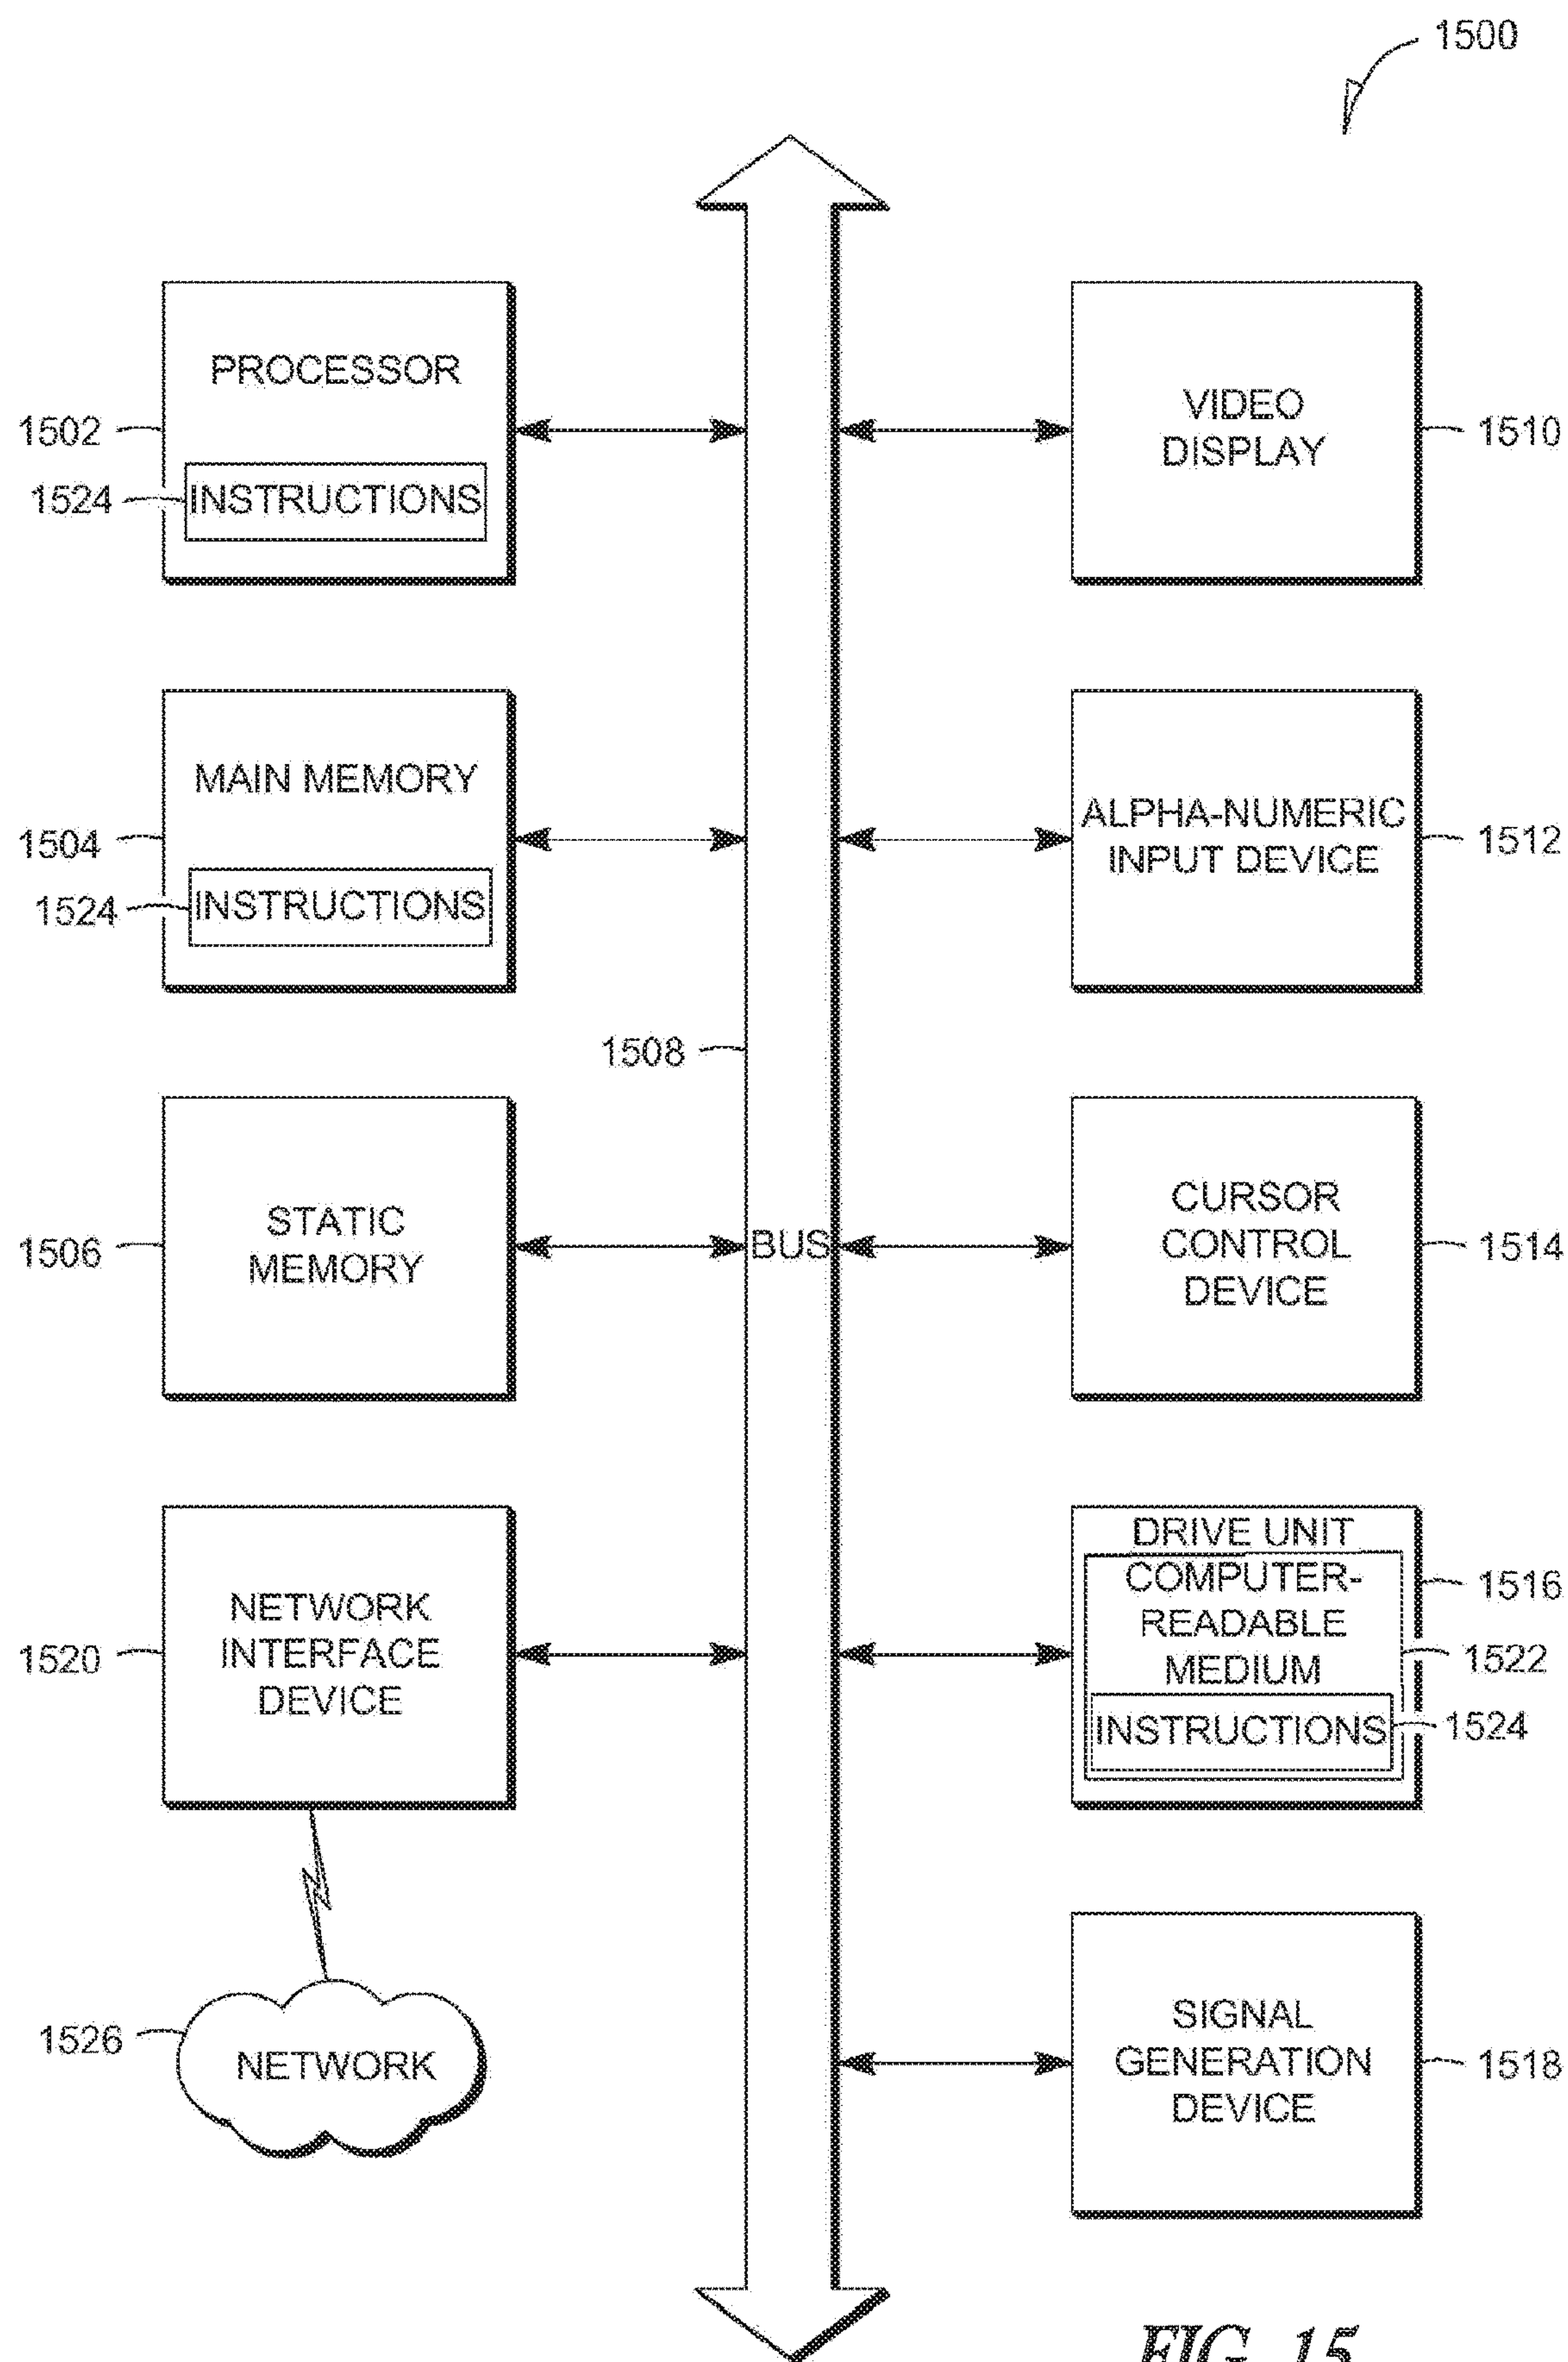 1500
PROCESSOR
1502
1524
INSTRUCTIONS
VIDEO
DISPLAY
1510
MAIN MEMORY
1504
1524
INSTRUCTIONS
ALPHA-NUMERIC
INPUT DEVICE
1512
1508
STATIC
MEMORY
1506
BUS
CURSOR
CONTROL
DEVICE
1514
NETWORK
INTERFACE
DEVICE
1520
DRIVE UNIT
COMPUTER-
READABLE
MEDIUM
1516
1522
INSTRUCTIONS
1524
1526
NETWORK
SIGNAL
GENERATION
DEVICE
1518
FIG. 15